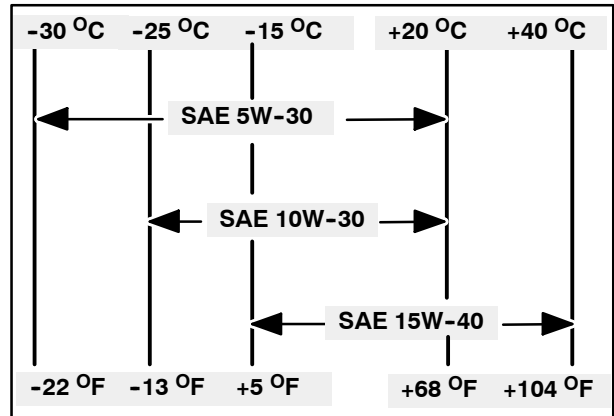 -30 ᴼC -25 ᴼC -15 ᴼC +20 ᴼC +40 ᴼC
SAE 5W-30
SAE 10W-30
SAE 15W-40
-22 ᴼF -13 ᴼF +5 ᴼF +68 ᴼF +104 ᴼF